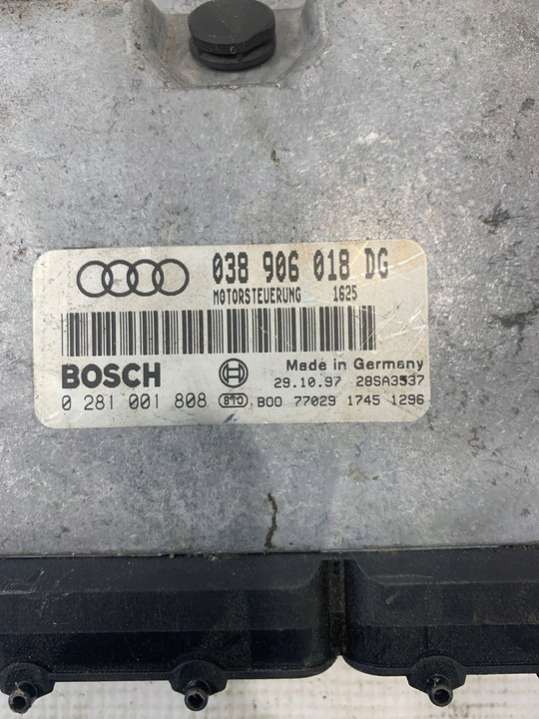 038 906 018 DG
MOTORSTEUERUNG 1625
BOSCH
Made in Germany
29.10.97 28SA3537
0 281 001 808 BOO 77029 1745 1296